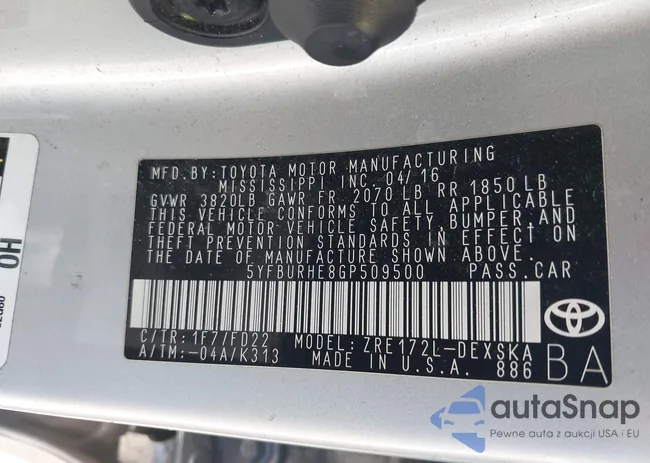 MFD. BY: TOYOTA MOTOR MANUFACTURING
MISSISSIPPI INC. 04/16
GVWR 3820LB GAWR FR 2070 LB RR 1850 LB
THIS VEHICLE CONFORMS TO ALL APPLICABLE
FEDERAL MOTOR VEHICLE SAFETY, BUMPER, AND
THEFT PREVENTION STANDARDS IN EFFECT ON
THE DATE OF MANUFACTURE SHOWN ABOVE.
5YFBURHE8GP509500 PASS. CAR
C/TR: 1F77FD22 MODEL: ZRE172L-DEXSKA
A/TM: -04A/K313 MADE IN U.S.A. 886
BA
HO
autaSnap
Pewne auta z aukcji USA i EU